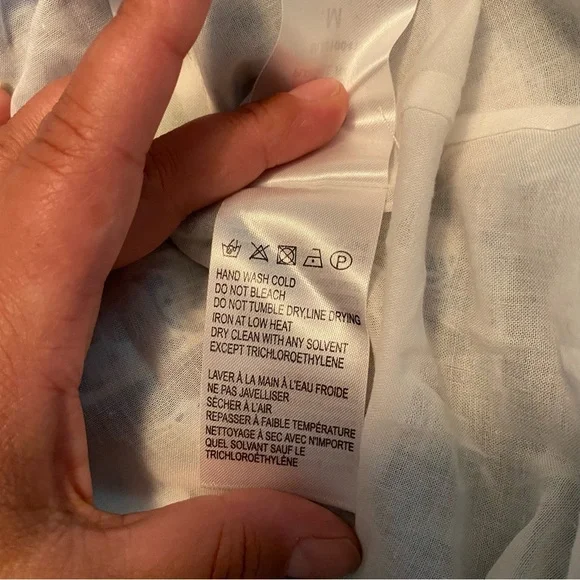 M
P
HAND WASH COLD
DO NOT BLEACH
DO NOT TUMBLE DRY,LINE DRYING
IRON AT LOW HEAT
DRY CLEAN WITH ANY SOLVENT
EXCEPT TRICHLOROETHYLENE
LAVER À LA MAIN À L'EAU FROIDE
NE PAS JAVELLISER
SÉCHER À L'AIR
REPASSER À FAIBLE TEMPÉRATURE
NETTOYAGE À SEC AVEC N'IMPORTE
QUEL SOLVANT SAUF LE
TRICHLOROÉTHYLÈNE